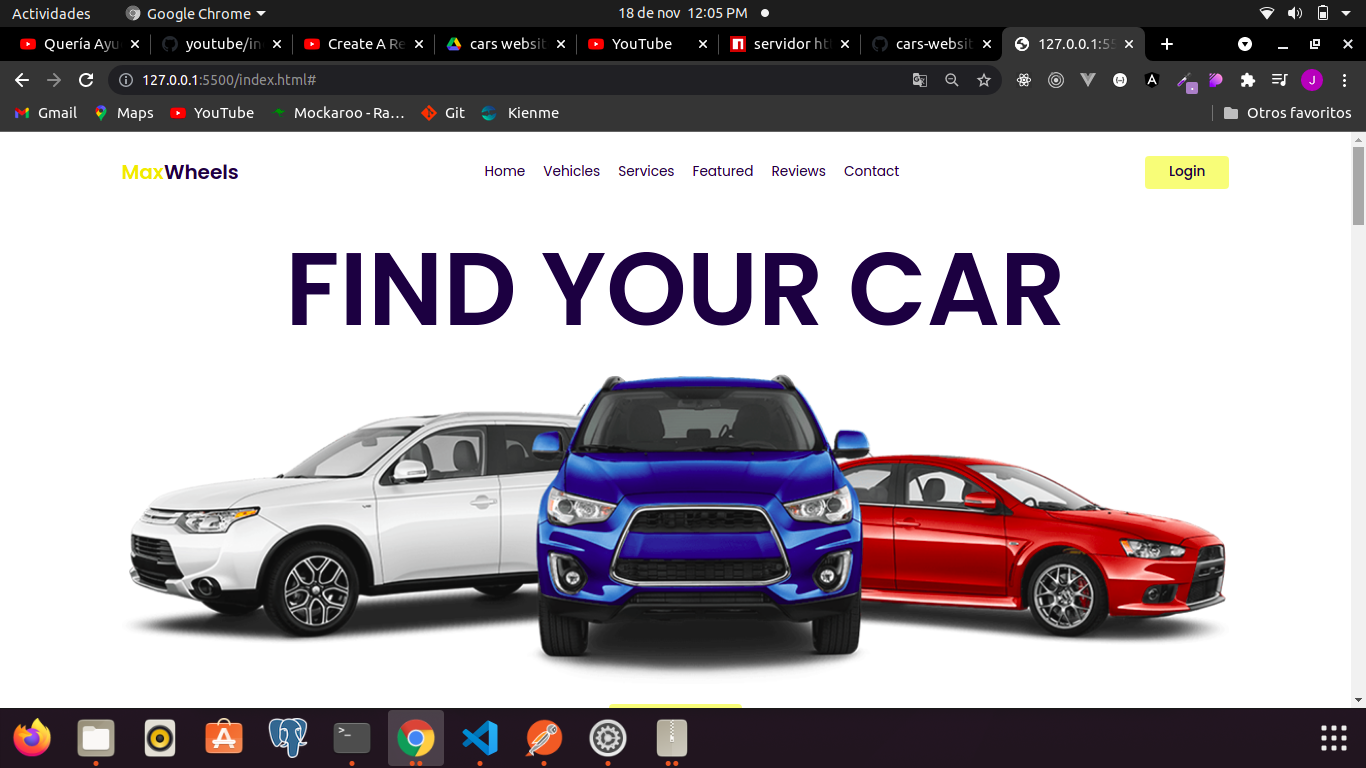 Actividades Google Chrome 18 de nov 12:05 PM
Quería Ayu youtube/in Create A Re cars websit YouTube servidor htt cars-websit 127.0.0.1:55
127.0.0.1:5500/index.html#
Gmail Maps YouTube Mockaroo - Ra... Git Kienme Otros favoritos
MaxWheels Home Vehicles Services Featured Reviews Contact Login
FIND YOUR CAR